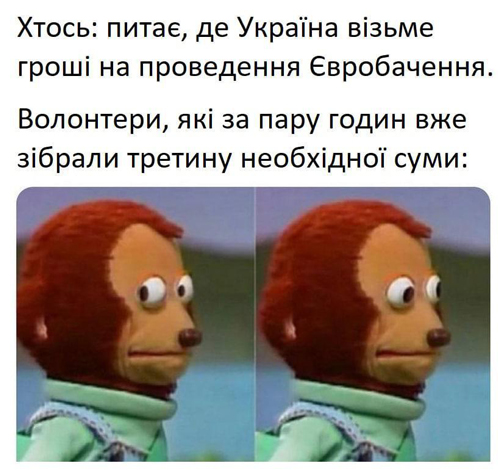 Хтось: питає, де Україна візьме
гроші на проведення Євробачення.
Волонтери, які за пару годин вже
зібрали третину необхідної суми: